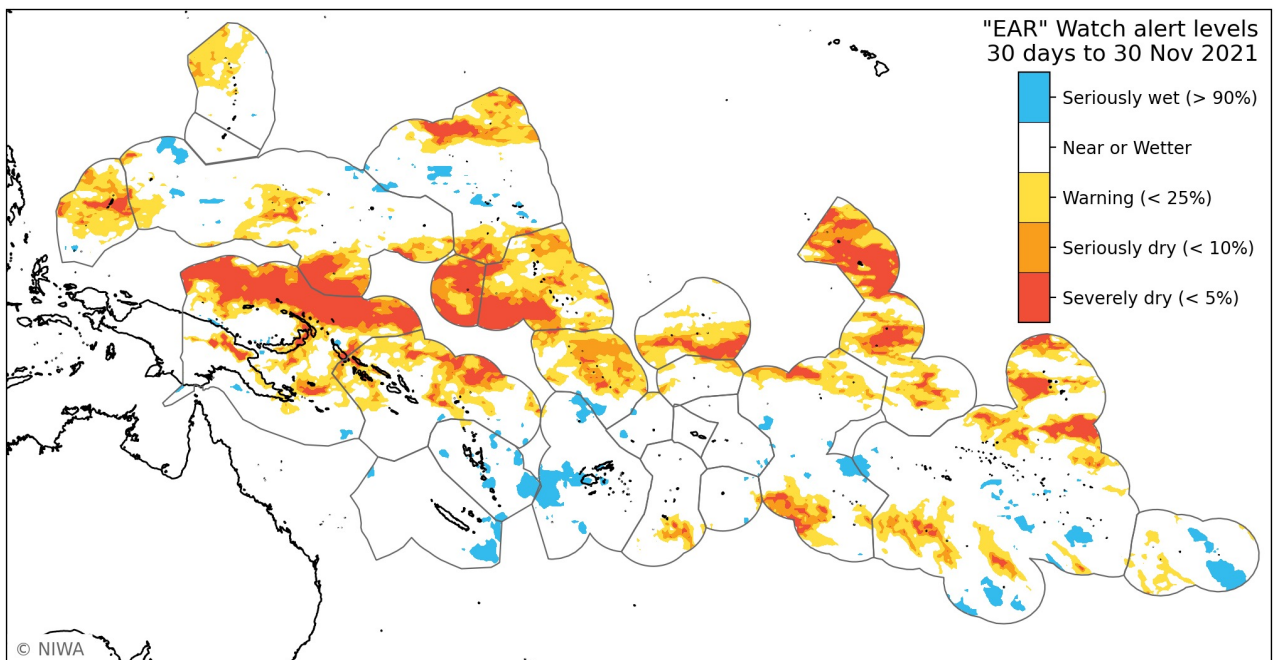 "EAR" Watch alert levels
30 days to 30 Nov 2021
Seriously wet (> 90%)
Near or Wetter
Warning (< 25%)
Seriously dry (< 10%)
Severely dry (< 5%)
© NIWA